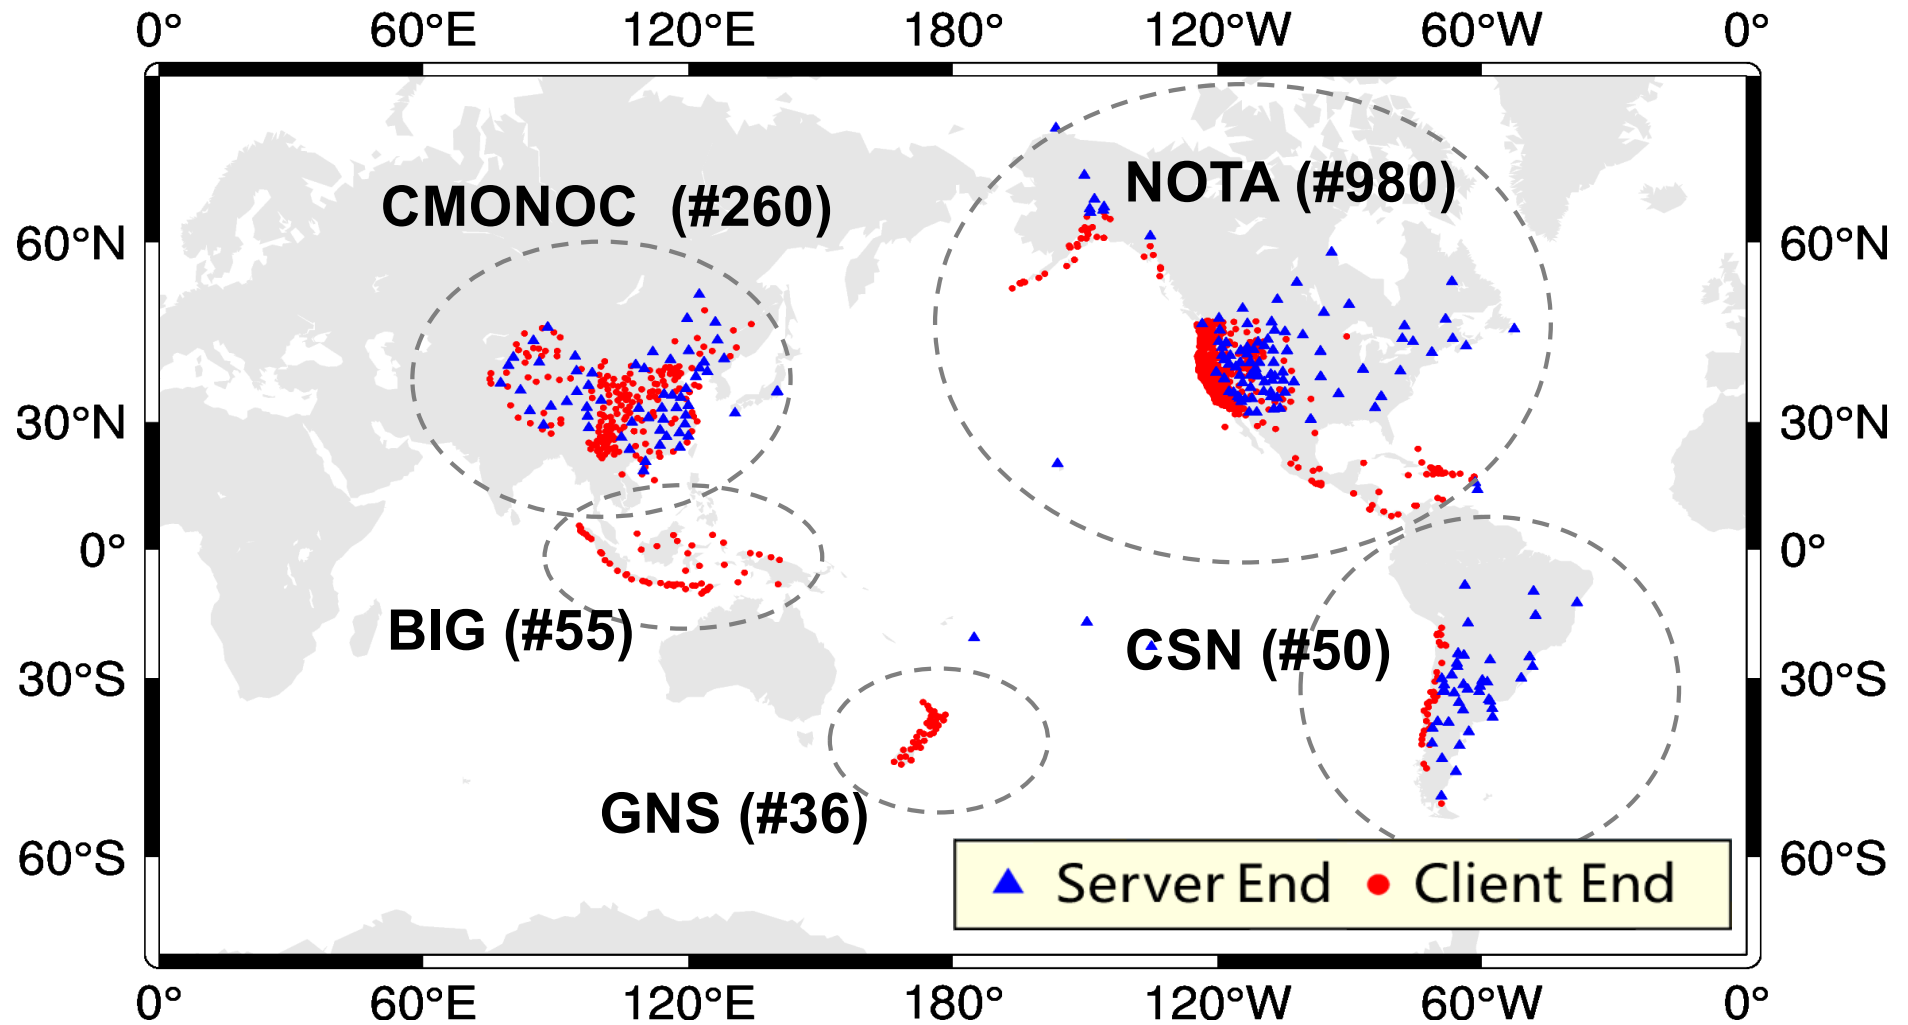 0° 60°E 120°E 180° 120°W 60°W 0°
NOTA (#980)
CMONOC (#260)
60°N 60°N
30°N 30°N
0° 0°
BIG (#55)
CSN (#50)
30°S 30°S
GNS (#36)
60°S 60°S
Server End Client End
0° 60°E 120°E 180° 120°W 60°W 0°